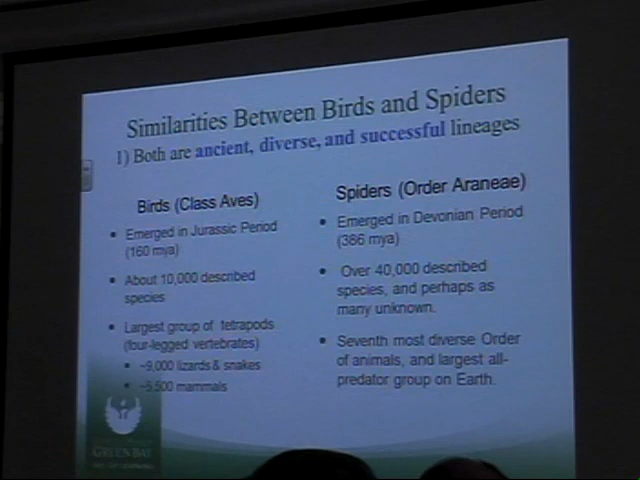 Similarities Between Birds and Spiders
1) Both are ancient, diverse, and successful lineages
Birds (Class Aves)
Emerged in Jurassic Period
(160 mya)
About 10,000 described
species
Largest group of tetrapods
(four-legged vertebrates)
~9,000 lizards & snakes
~5,500 mammals
Spiders (Order Araneae)
Emerged in Devonian Period
(386 mya)
Over 40,000 described
species, and perhaps as
many unknown.
Seventh most diverse Order
of animals, and largest all-
predator group on Earth.
GREEN BAY